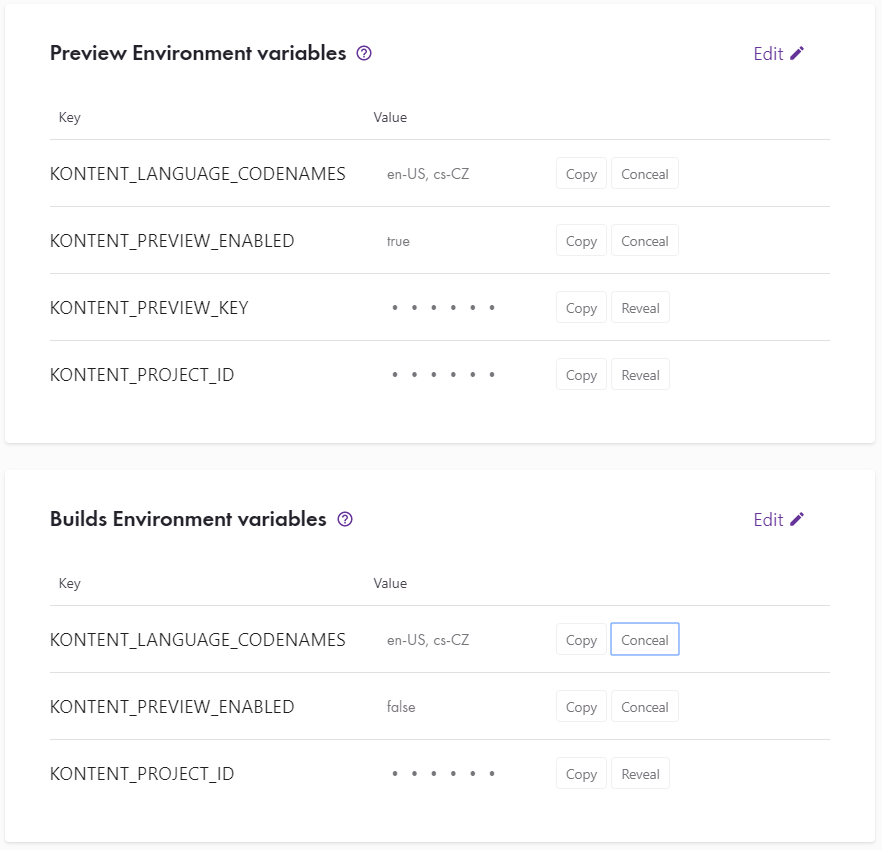 Preview Environment variables ? Edit
Key Value
KONTENT_LANGUAGE_CODENAMES en-US, cs-CZ Copy Conceal
KONTENT_PREVIEW_ENABLED true Copy Conceal
KONTENT_PREVIEW_KEY • • • • • • Copy Reveal
KONTENT_PROJECT_ID • • • • • • Copy Reveal
Builds Environment variables ? Edit
Key Value
KONTENT_LANGUAGE_CODENAMES en-US, cs-CZ Copy Conceal
KONTENT_PREVIEW_ENABLED false Copy Conceal
KONTENT_PROJECT_ID • • • • • • Copy Reveal